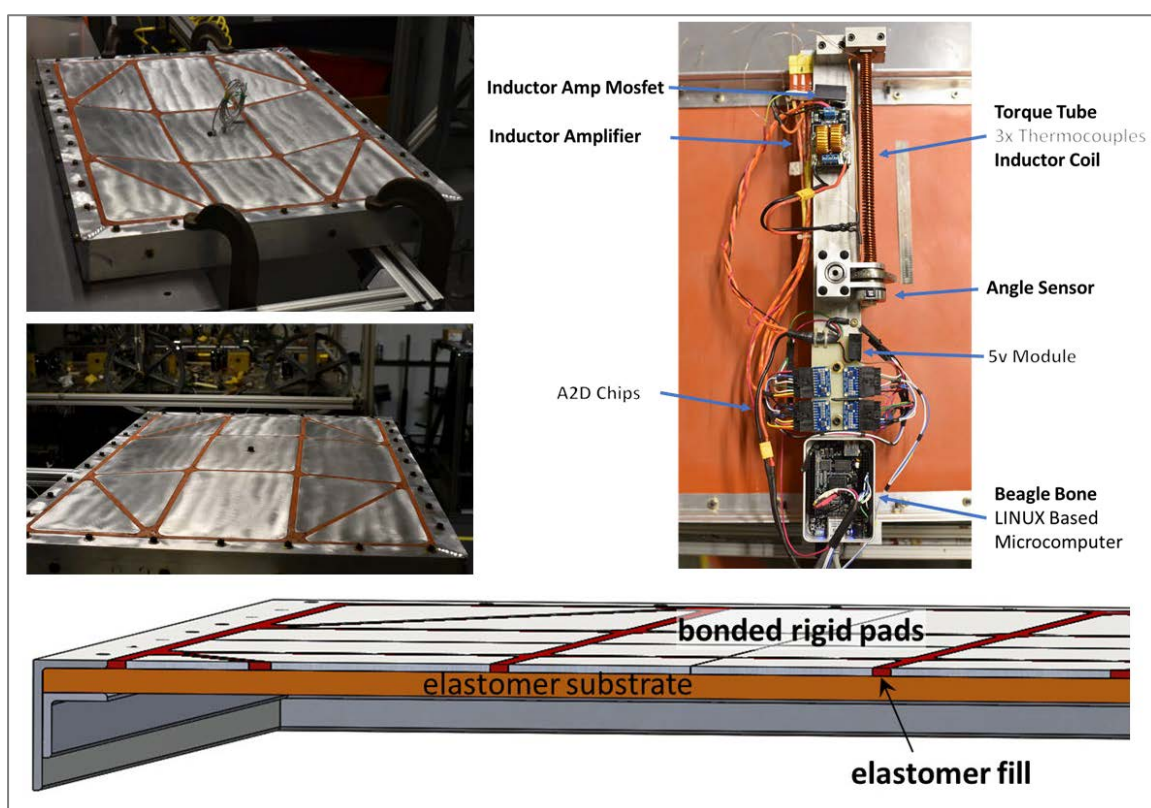 Inductor Amp Mosfet
Inductor Amplifier
Torque Tube
3x Thermocouples
Inductor Coil
Angle Sensor
5v Module
A2D Chips
Beagle Bone
LINUX Based
Microcomputer
bonded rigid pads
elastomer substrate
elastomer fill